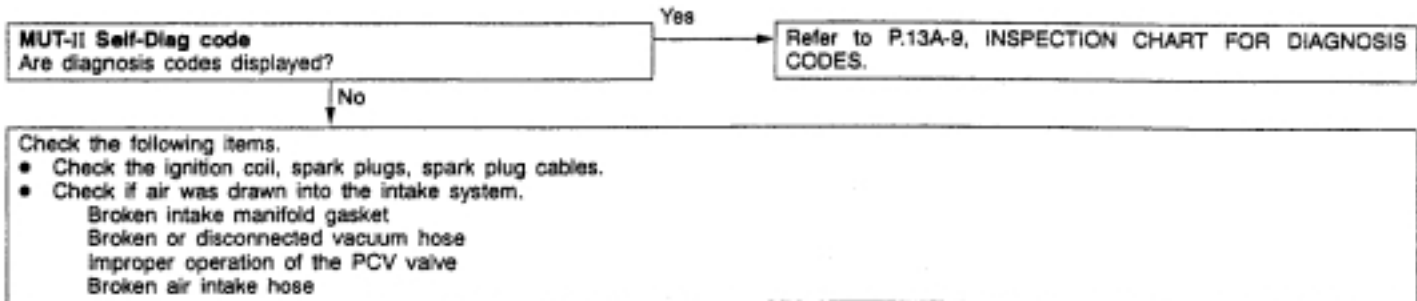 Yes
MUT-II Self-Diag code
Are diagnosis codes displayed?
Refer to P.13A-9, INSPECTION CHART FOR DIAGNOSIS
CODES.
No
Check the following items.
● Check the ignition coil, spark plugs, spark plug cables.
● Check if air was drawn into the intake system.
Broken intake manifold gasket
Broken or disconnected vacuum hose
Improper operation of the PCV valve
Broken air intake hose